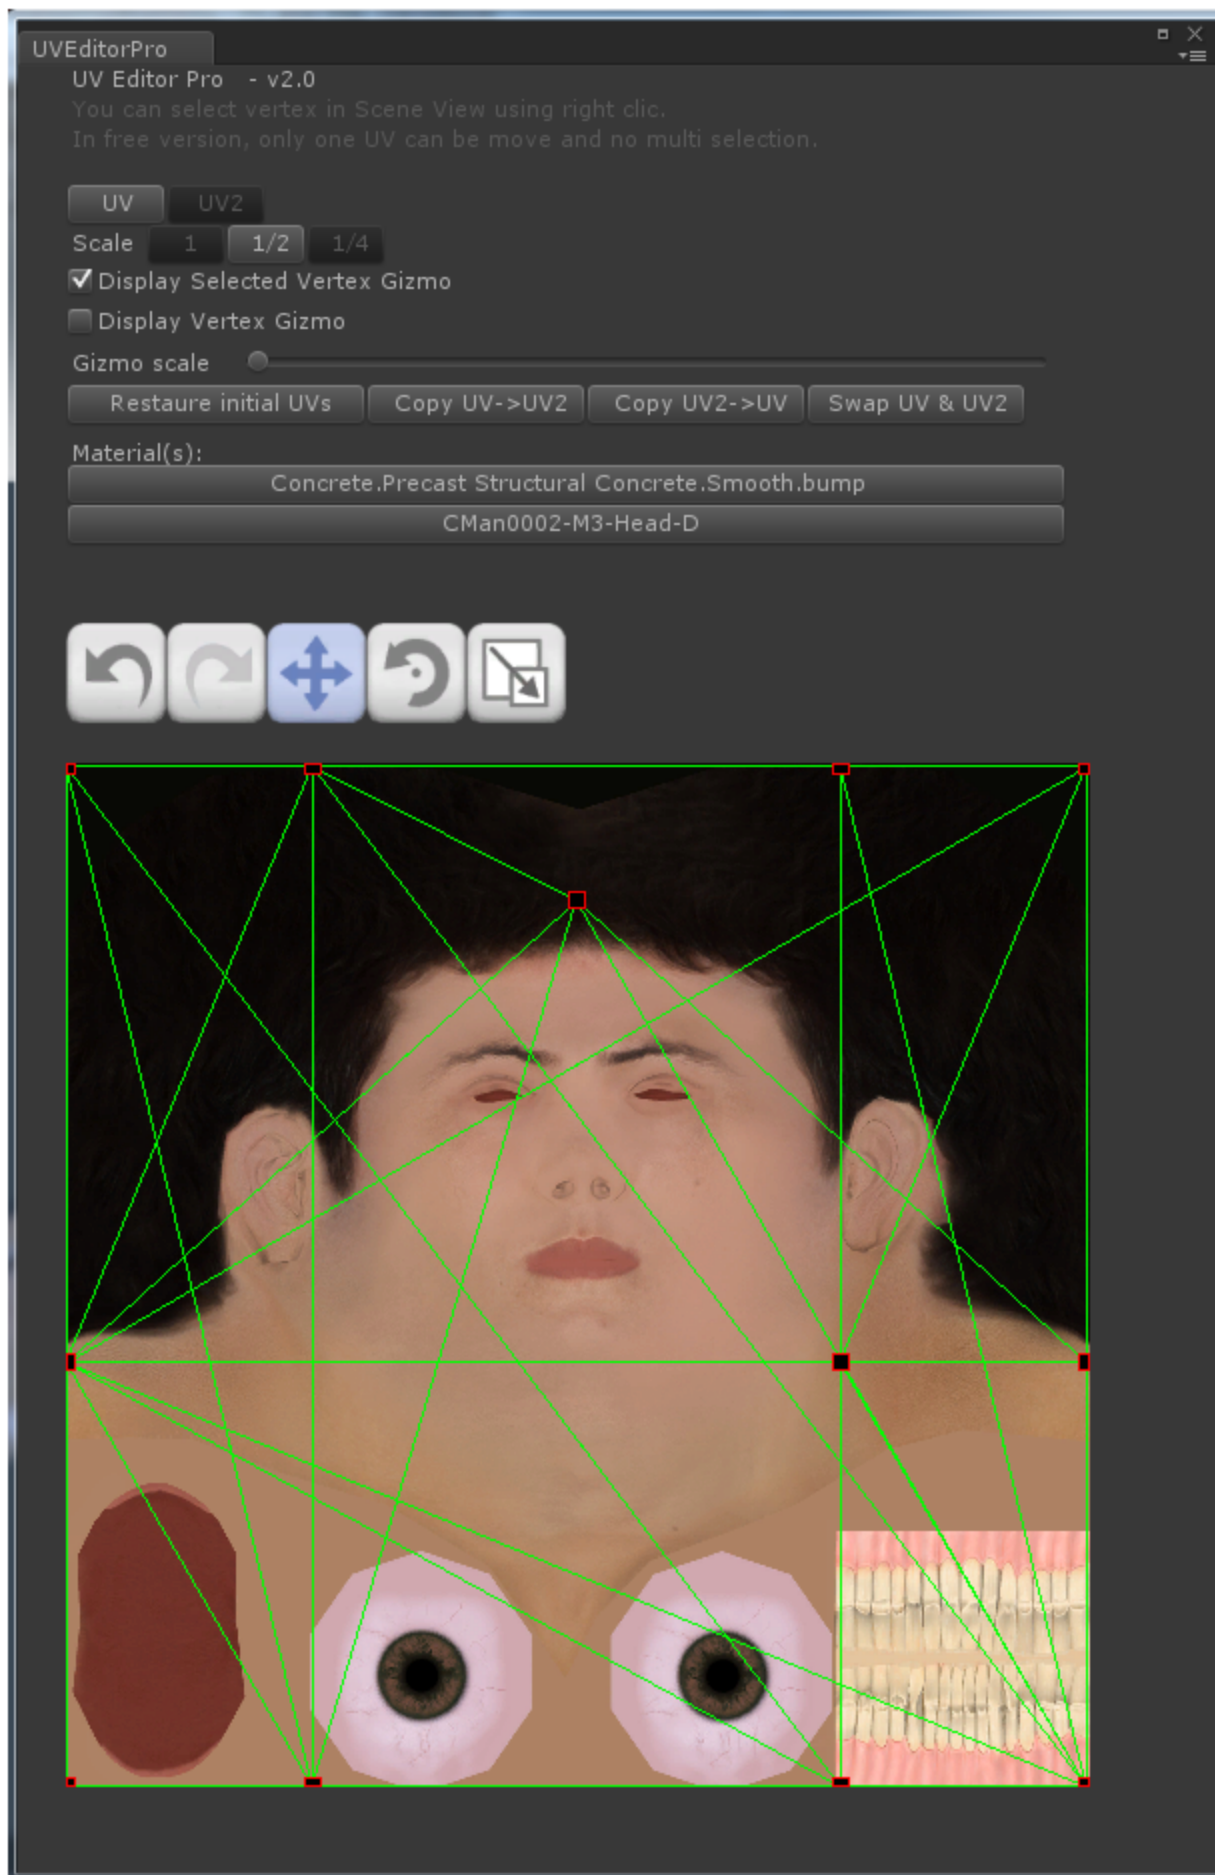 UVEditorPro
UV Editor Pro - v2.0
You can select vertex in Scene View using right clic.
In free version, only one UV can be move and no multi selection.
UV UV2
Scale 1 1/2 1/4
Display Selected Vertex Gizmo
Display Vertex Gizmo
Gizmo scale
Restaure initial UVs Copy UV->UV2 Copy UV2->UV Swap UV & UV2
Material(s):
Concrete.Precast Structural Concrete.Smooth.bump
CMan0002-M3-Head-D